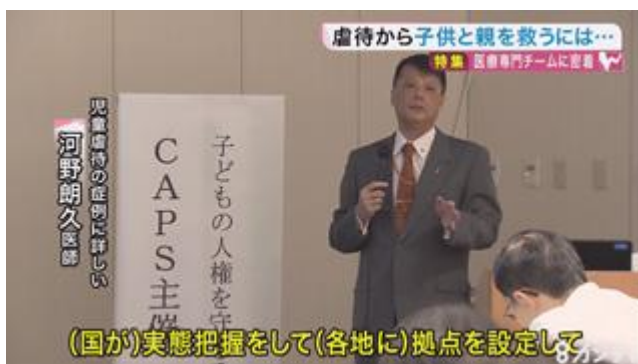 虐待から子供と親を救うには…
特集 医療専門チームに密着
児童虐待の症例に詳しい
河野朗久医師
子どもの人権を守
CAPS主催
(国が)実態把握をして(各地に)拠点を設定して